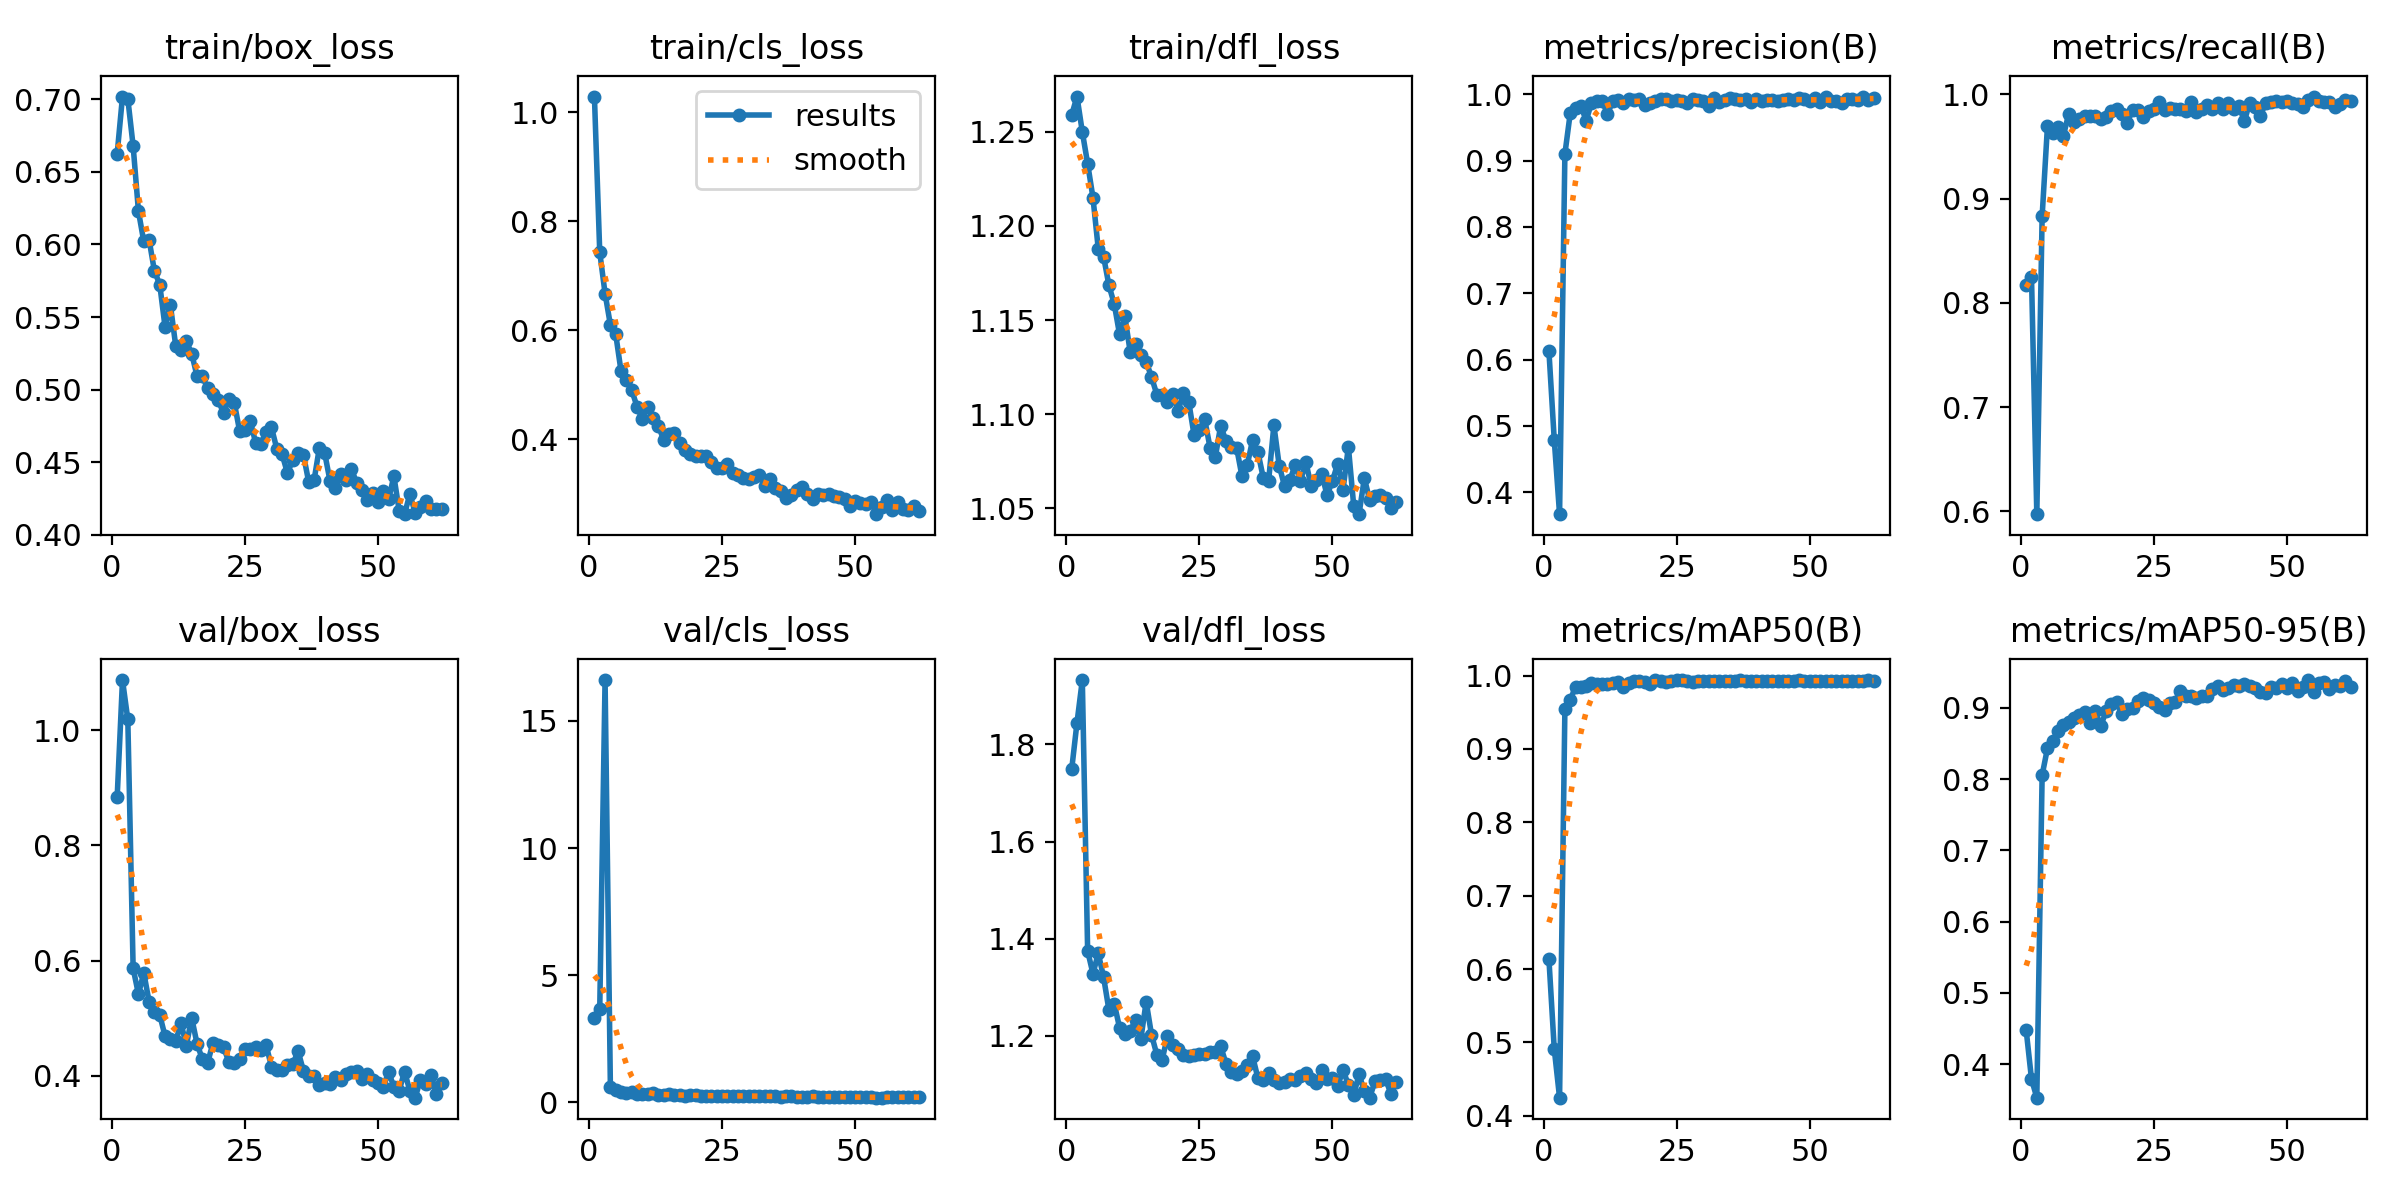 train/box_loss
0.70
0.65
0.60
0.55
0.50
0.45
0.40
0 25 50
train/cls_loss
1.0
0.8
0.6
0.4
results
smooth
0 25 50
train/dfl_loss
1.25
1.20
1.15
1.10
1.05
0 25 50
metrics/precision(B)
1.0
0.9
0.8
0.7
0.6
0.5
0.4
0 25 50
metrics/recall(B)
1.0
0.9
0.8
0.7
0.6
0 25 50
val/box_loss
1.0
0.8
0.6
0.4
0 25 50
val/cls_loss
15
10
5
0
0 25 50
val/dfl_loss
1.8
1.6
1.4
1.2
0 25 50
metrics/mAP50(B)
1.0
0.9
0.8
0.7
0.6
0.5
0.4
0 25 50
metrics/mAP50-95(B)
0.9
0.8
0.7
0.6
0.5
0.4
0 25 50